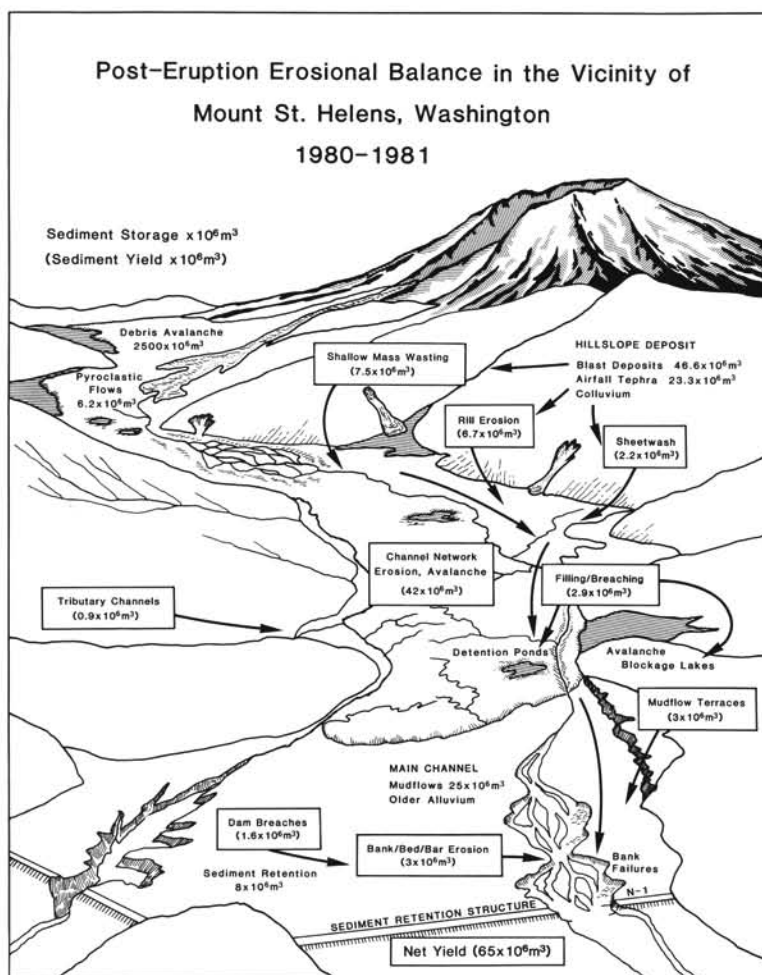 Post-Eruption Erosional Balance in the Vicinity of
Mount St. Helens, Washington
1980-1981
Sediment Storage x10⁶m³
(Sediment Yield x10⁶m³)
Debris Avalanche
2500x10⁶m³
Pyroclastic
Flows
6.2x10⁶m³
Shallow Mass Wasting
(7.5x10⁶m³)
HILLSLOPE DEPOSIT
Blast Deposits 46.6x10⁶m³
Airfall Tephra 23.3x10⁶m³
Colluvium
Rill Erosion
(6.7x10⁶m³)
Sheetwash
(2.2x10⁶m³)
Channel Network
Erosion, Avalanche
(42x10⁶m³)
Filling/Breaching
(2.9x10⁶m³)
Tributary Channels
(0.9x10⁶m³)
Detention Ponds
Avalanche
Blockage Lakes
Mudflow Terraces
(3x10⁶m³)
MAIN CHANNEL
Mudflows 25x10⁶m³
Older Alluvium
Dam Breaches
(1.6x10⁶m³)
Bank/Bed/Bar Erosion
(3x10⁶m³)
Sediment Retention
8x10⁶m³
Bank
Failures
N-1
SEDIMENT RETENTION STRUCTURE
Net Yield (65x10⁶m³)